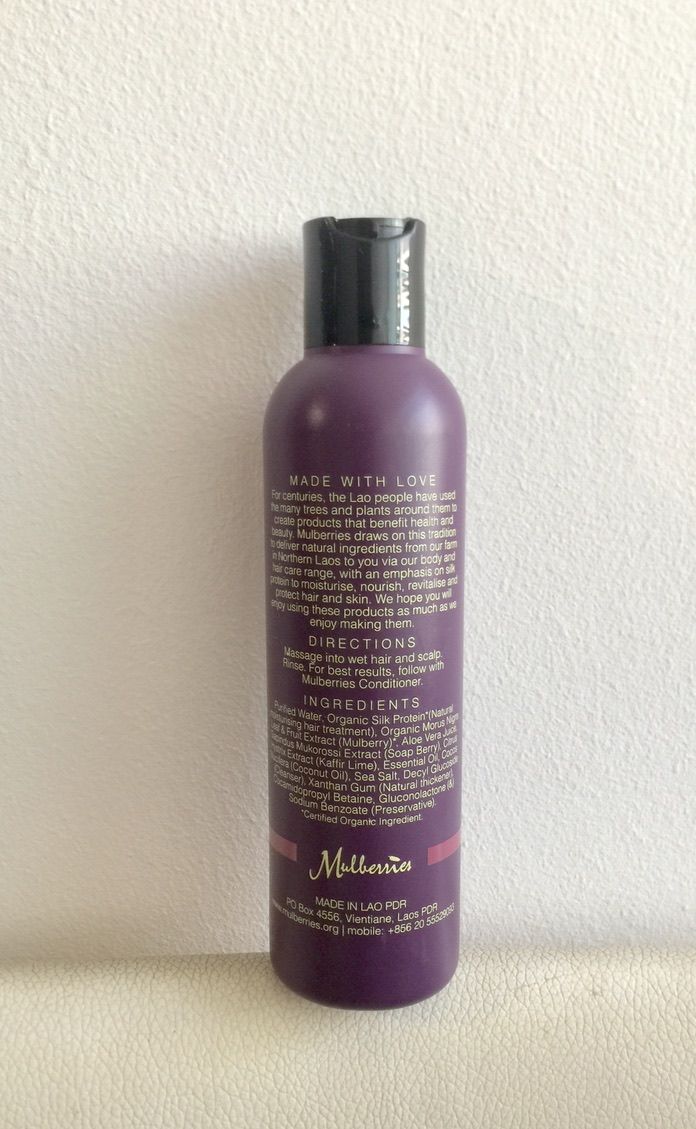 MADE WITH LOVE
For centuries, the Lao people have used
the many trees and plants around them to
create products that benefit health and
beauty. Mulberries draws on this tradition
to deliver natural ingredients from our farm
in Northern Laos to you via our body and
hair care range, with an emphasis on silk
protein to moisturise, nourish, revitalise and
protect hair and skin. We hope you will
enjoy using these products as much as we
enjoy making them.
DIRECTIONS
Massage into wet hair and scalp.
Rinse. For best results, follow with
Mulberries Conditioner.
INGREDIENTS
Purified Water, Organic Silk Protein*(Natural
moisturising hair treatment), Organic Morus Nigra
Leaf & Fruit Extract (Mulberry)*, Aloe Vera Juice,
Mukorossi Extract (Soap Berry) Citrus
Extract (Kaffir Lime), Essential Oil, Cocos
(Coconut Oil), Sea Salt, Decyl Glucoside
Cleanser), Xanthan Gum (Natural thickener),
Cocamidopropyl Betaine, Gluconolactone (&)
Sodium Benzoate (Preservative).
*Certified Organic Ingredient.
Mulberries
MADE IN LAO PDR
PO Box 4556, Vientiane, Laos PDR
www.mulberries.org | mobile: +856 20 55529093